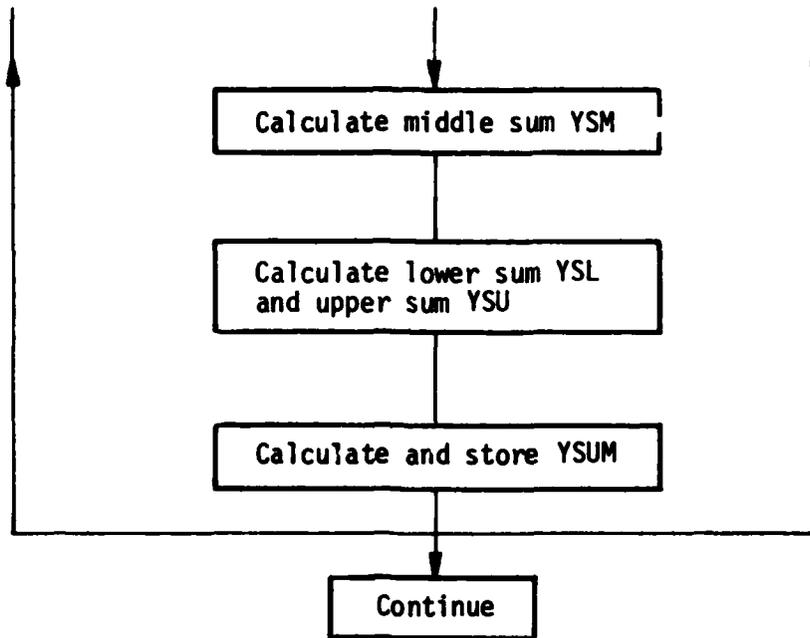 Calculate middle sum YSM
Calculate lower sum YSL
and upper sum YSU
Calculate and store YSUM
Continue